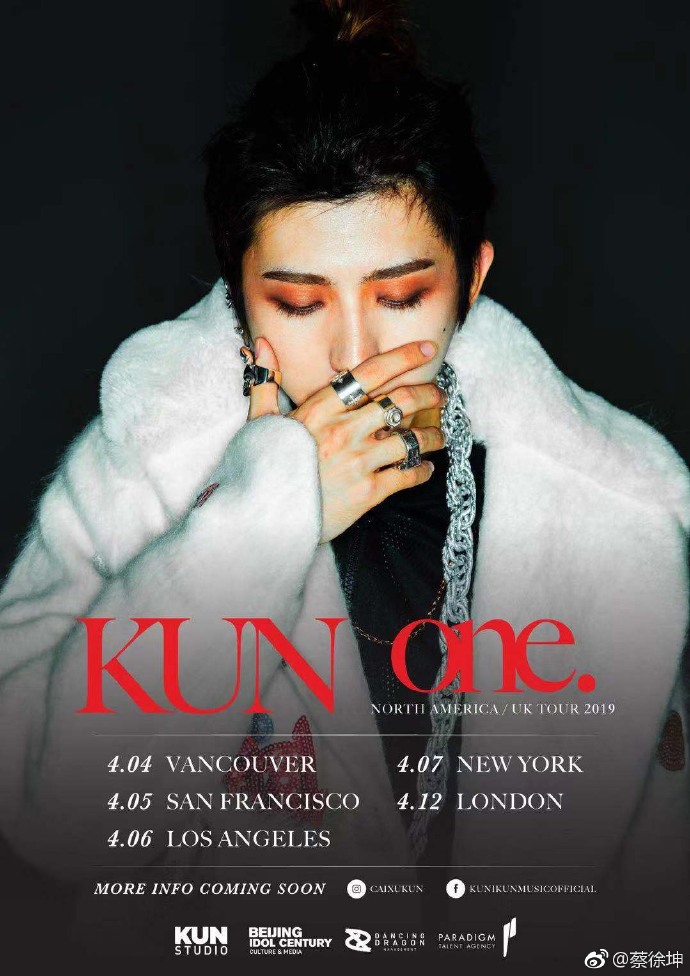 KUN one.
NORTH AMERICA / UK TOUR 2019
4.04 VANCOUVER
4.05 SAN FRANCISCO
4.06 LOS ANGELES
4.07 NEW YORK
4.12 LONDON
MORE INFO COMING SOON
CAIXUKUN
KUN1KUNMUSICOFFICIAL
KUN
STUDIO
BEIJING
IDOL CENTURY
CULTURE & MEDIA
DANCING
DRAGON
MANAGEMENT
PARADIGM
TALENT AGENCY
@蔡徐坤